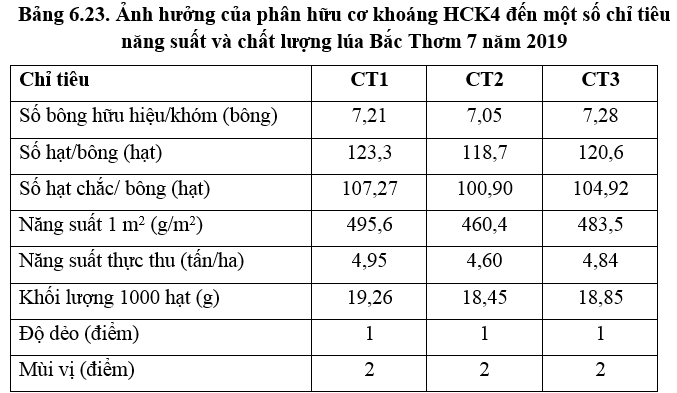 Bảng 6.23. Ảnh hưởng của phân hữu cơ khoáng HCK4 đến một số chỉ tiêu
năng suất và chất lượng lúa Bắc Thơm 7 năm 2019
Chỉ tiêu CT1 CT2 CT3
Số bông hữu hiệu/khóm (bông) 7,21 7,05 7,28
Số hạt/bông (hạt) 123,3 118,7 120,6
Số hạt chắc/ bông (hạt) 107,27 100,90 104,92
Năng suất 1 m² (g/m²) 495,6 460,4 483,5
Năng suất thực thu (tấn/ha) 4,95 4,60 4,84
Khối lượng 1000 hạt (g) 19,26 18,45 18,85
Độ dẻo (điểm) 1 1 1
Mùi vị (điểm) 2 2 2